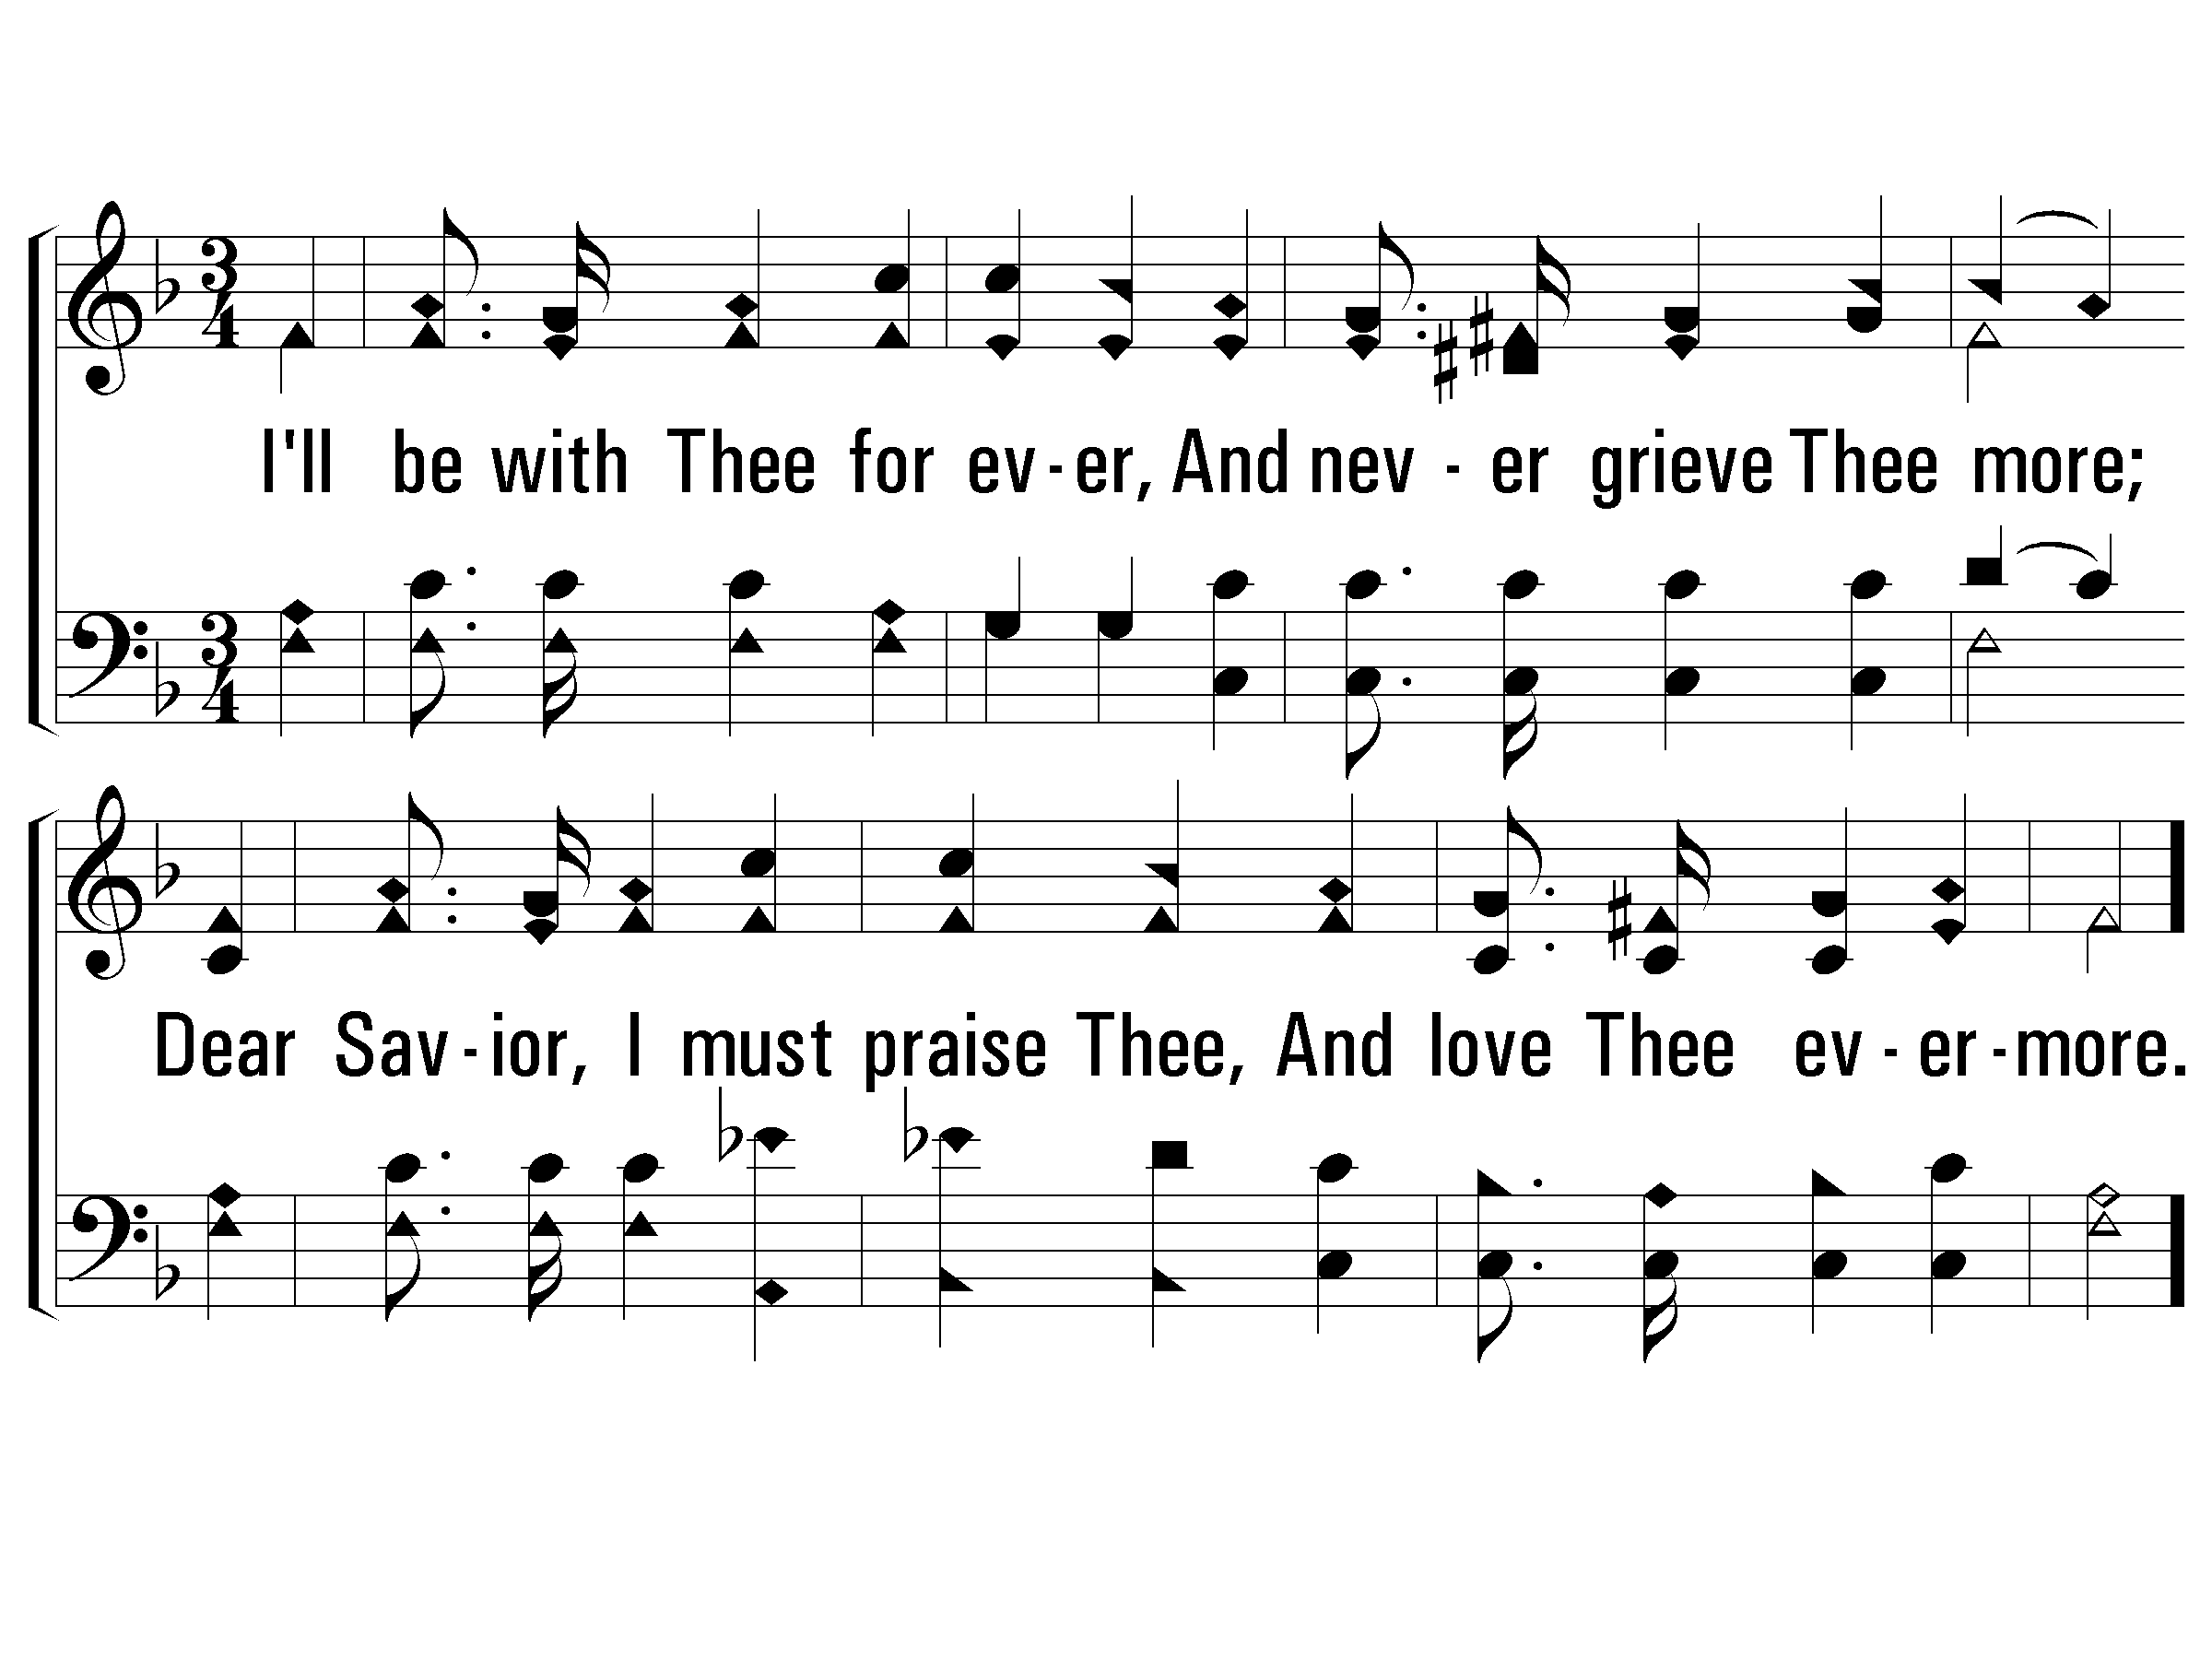 I'll be with Thee for ev - er, And nev - er grieve Thee more;
Dear Sav - ior, I must praise Thee, And love Thee ev - er - more.